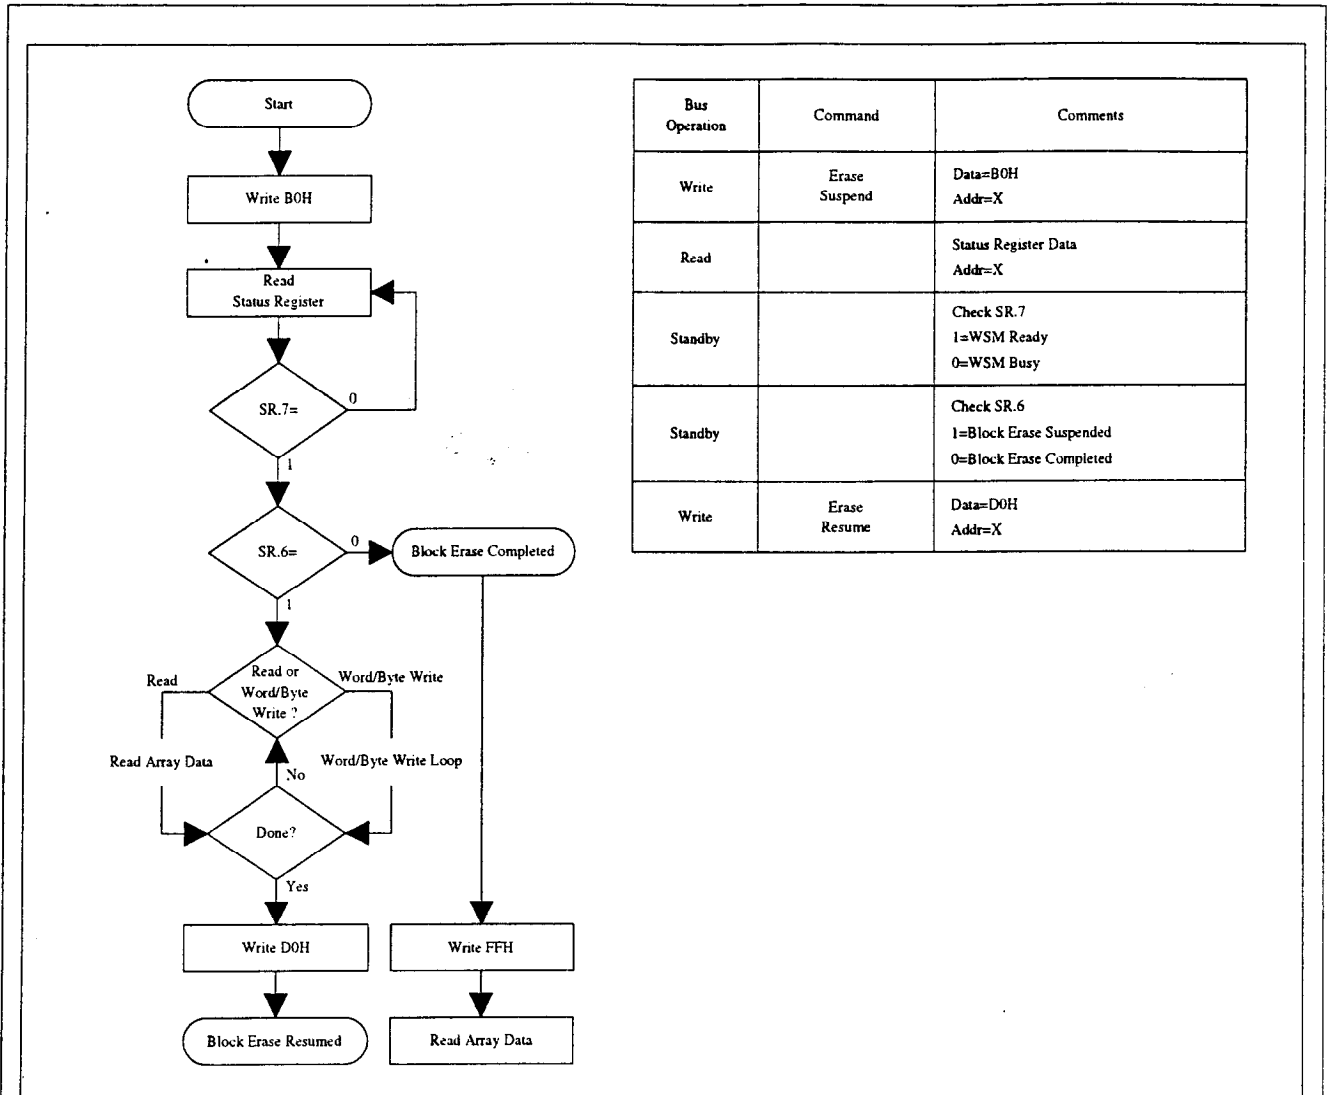 Start
Write B0H
Read
Status Register
SR.7=
0
1
SR.6=
0
Block Erase Completed
1
Read or
Word/Byte
Write ?
Read
Word/Byte Write
Read Array Data
Word/Byte Write Loop
No
Done?
Yes
Write D0H
Write FFH
Block Erase Resumed
Read Array Data
Bus
Operation
Command
Comments
Write
Erase
Suspend
Data=B0H
Addr=X
Read
Status Register Data
Addr=X
Standby
Check SR.7
1=WSM Ready
0=WSM Busy
Standby
Check SR.6
1=Block Erase Suspended
0=Block Erase Completed
Write
Erase
Resume
Data=D0H
Addr=X